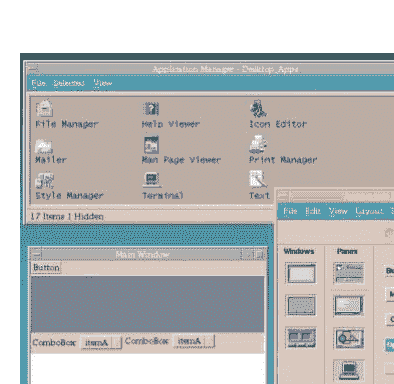 Application Manager - Desktop_Apps
File Selected View
File Manager
Help Viewer
Icon Editor
Mailer
Man Page Viewer
Print Manager
Style Manager
Terminal
Text
17 Items 1 Hidden
File Edit View Layout
Windows
Panes
Main Window
Button
ComboBox itemA ComboBox itemA